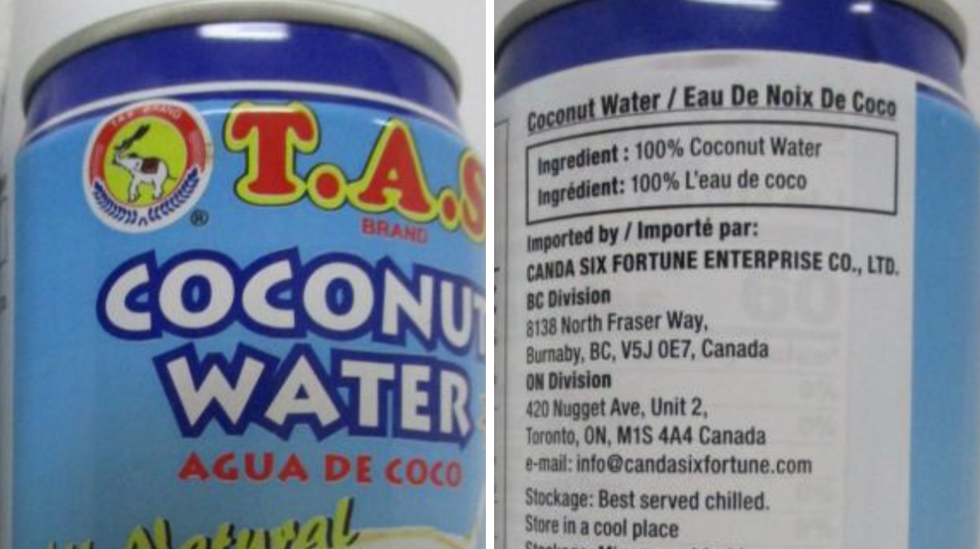 TAS BRAND
T.A.S
®
BRAND
COCONUT
WATER
AGUA DE COCO
Natural
Coconut Water / Eau De Noix De Coco
Ingredient : 100% Coconut Water
Ingrédient: 100% L'eau de coco
Imported by / Importé par:
CANDA SIX FORTUNE ENTERPRISE CO., LTD.
BC Division
8138 North Fraser Way,
Burnaby, BC, V5J 0E7, Canada
ON Division
420 Nugget Ave, Unit 2,
Toronto, ON, M1S 4A4 Canada
e-mail: info@candasixfortune.com
Stockage: Best served chilled.
Store in a cool place